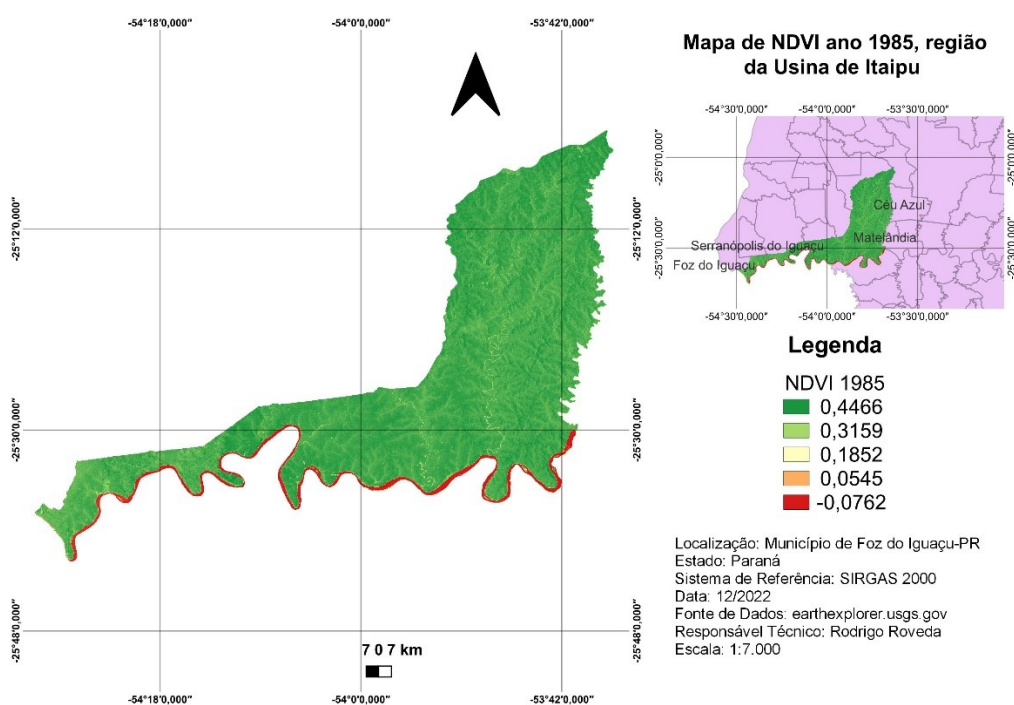 -54°18'0,000"
-54°0'0,000"
-53°42'0,000"
-25°12'0,000"
-25°30'0,000"
-25°48'0,000"
-25°12'0,000"
-25°30'0,000"
-25°48'0,000"
7 0 7 km
-54°18'0,000"
-54°0'0,000"
-53°42'0,000"
Mapa de NDVI ano 1985, região
da Usina de Itaipu
-54°30'0,000"
-54°0'0,000"
-53°30'0,000"
-25°0'0,000"
-25°30'0,000"
-25°0'0,000"
-25°30'0,000"
Céu Azul
Matelândia
Serranópolis do Iguaçu
Foz do Iguaçu
-54°30'0,000"
-54°0'0,000"
-53°30'0,000"
Legenda
NDVI 1985
0,4466
0,3159
0,1852
0,0545
-0,0762
Localização: Município de Foz do Iguaçu-PR
Estado: Paraná
Sistema de Referência: SIRGAS 2000
Data: 12/2022
Fonte de Dados: earthexplorer.usgs.gov
Responsável Técnico: Rodrigo Roveda
Escala: 1:7.000